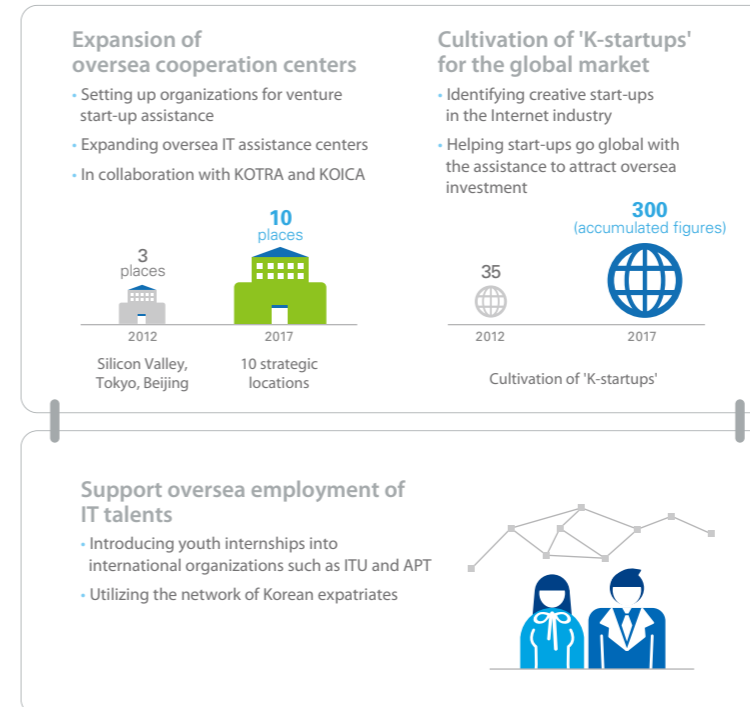 Expansion of
oversea cooperation centers
• Setting up organizations for venture
start-up assistance
• Expanding oversea IT assistance centers
• In collaboration with KOTRA and KOICA
3
places
10
places
2012
2017
Silicon Valley,
Tokyo, Beijing
10 strategic
locations
Cultivation of 'K-startups'
for the global market
• Identifying creative start-ups
in the Internet industry
• Helping start-ups go global with
the assistance to attract oversea
investment
35
300
(accumulated figures)
2012
2017
Cultivation of 'K-startups'
Support oversea employment of
IT talents
• Introducing youth internships into
international organizations such as ITU and APT
• Utilizing the network of Korean expatriates